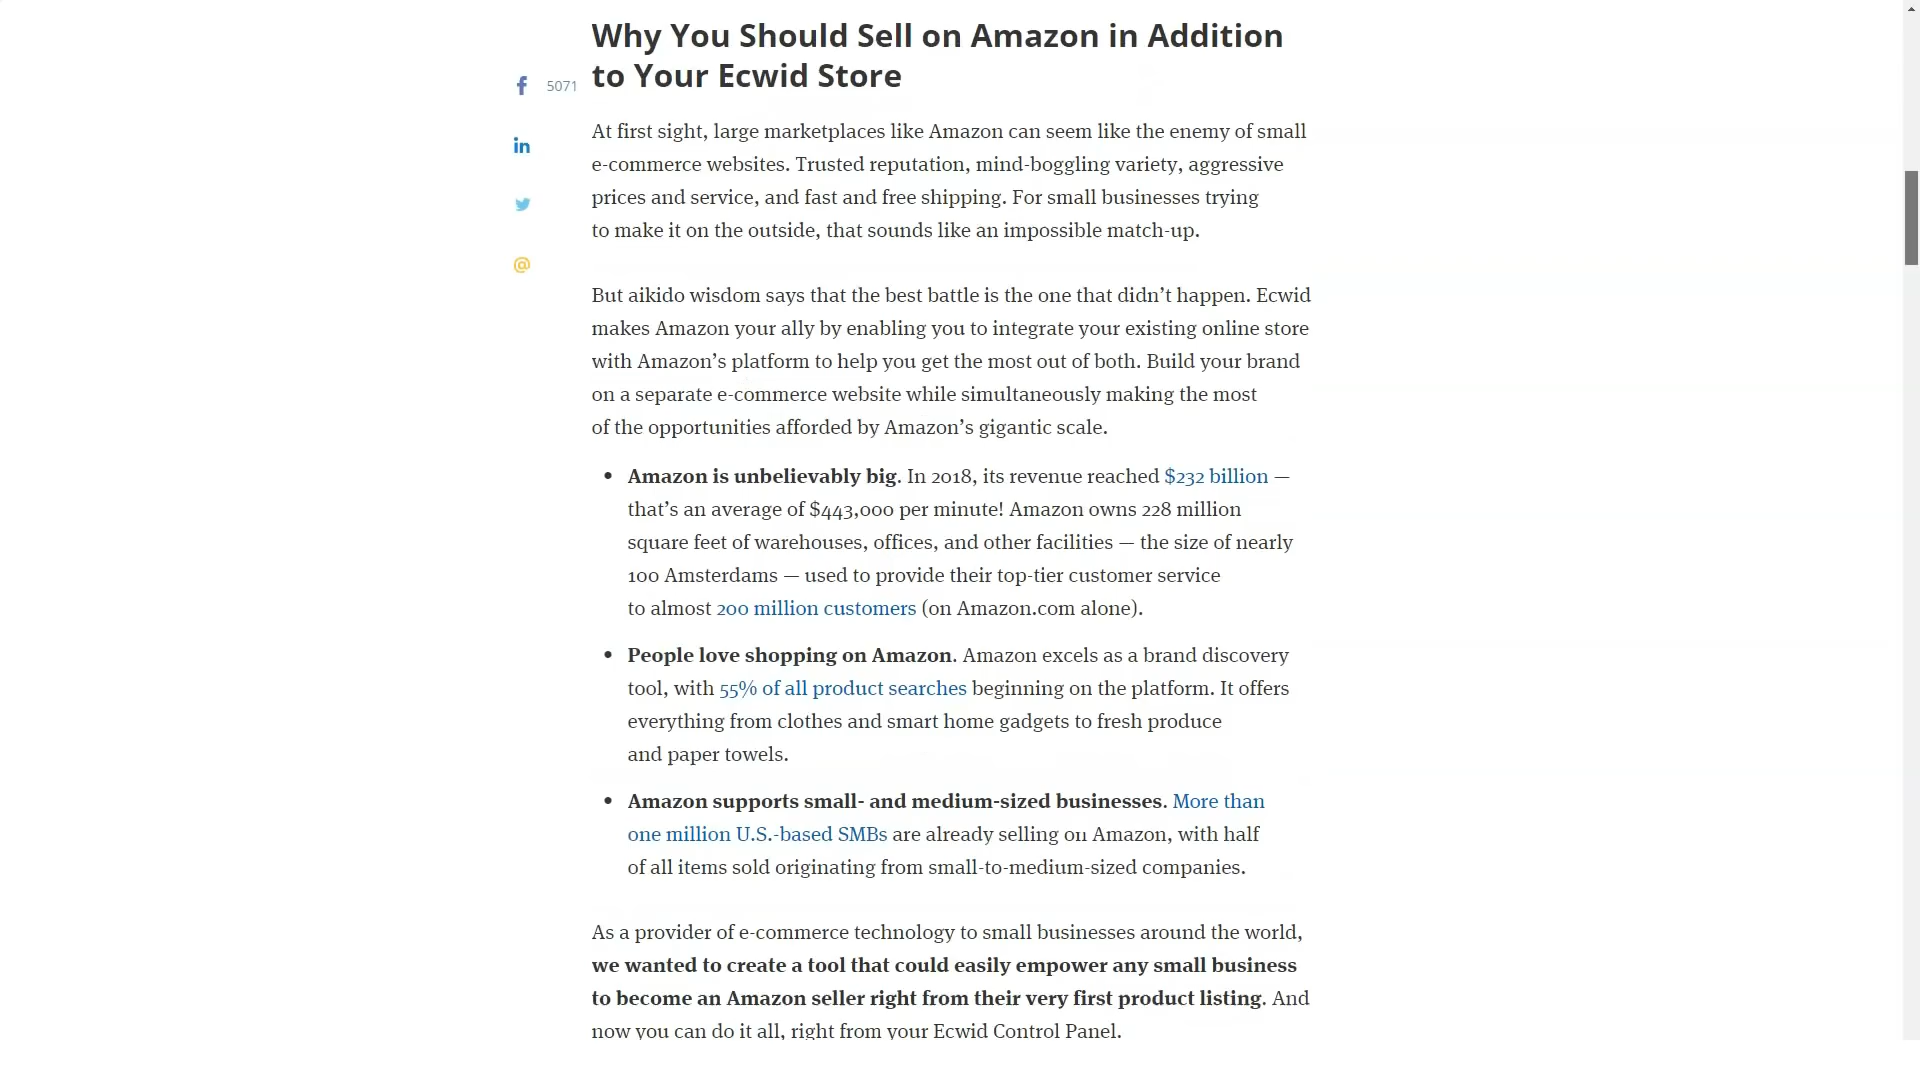 Why You Should Sell on Amazon in Addition
to Your Ecwid Store
5071
At first sight, large marketplaces like Amazon can seem like the enemy of small
e-commerce websites. Trusted reputation, mind-boggling variety, aggressive
prices and service, and fast and free shipping. For small businesses trying
to make it on the outside, that sounds like an impossible match-up.
But aikido wisdom says that the best battle is the one that didn’t happen. Ecwid
makes Amazon your ally by enabling you to integrate your existing online store
with Amazon’s platform to help you get the most out of both. Build your brand
on a separate e-commerce website while simultaneously making the most
of the opportunities afforded by Amazon’s gigantic scale.
• Amazon is unbelievably big. In 2018, its revenue reached $232 billion —
that’s an average of $443,000 per minute! Amazon owns 228 million
square feet of warehouses, offices, and other facilities — the size of nearly
100 Amsterdams — used to provide their top-tier customer service
to almost 200 million customers (on Amazon.com alone).
• People love shopping on Amazon. Amazon excels as a brand discovery
tool, with 55% of all product searches beginning on the platform. It offers
everything from clothes and smart home gadgets to fresh produce
and paper towels.
• Amazon supports small- and medium-sized businesses. More than
one million U.S.-based SMBs are already selling on Amazon, with half
of all items sold originating from small-to-medium-sized companies.
As a provider of e-commerce technology to small businesses around the world,
we wanted to create a tool that could easily empower any small business
to become an Amazon seller right from their very first product listing. And
now you can do it all, right from your Ecwid Control Panel.